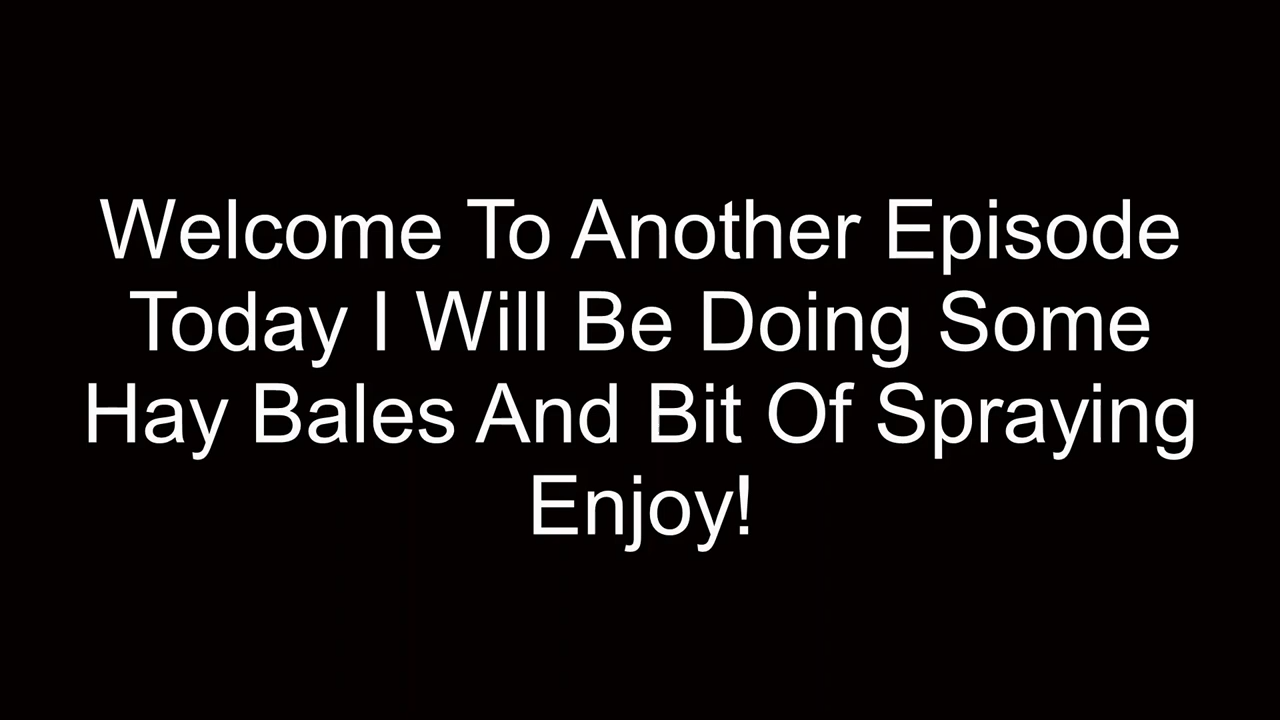 Welcome To Another Episode
Today I Will Be Doing Some
Hay Bales And Bit Of Spraying
Enjoy!